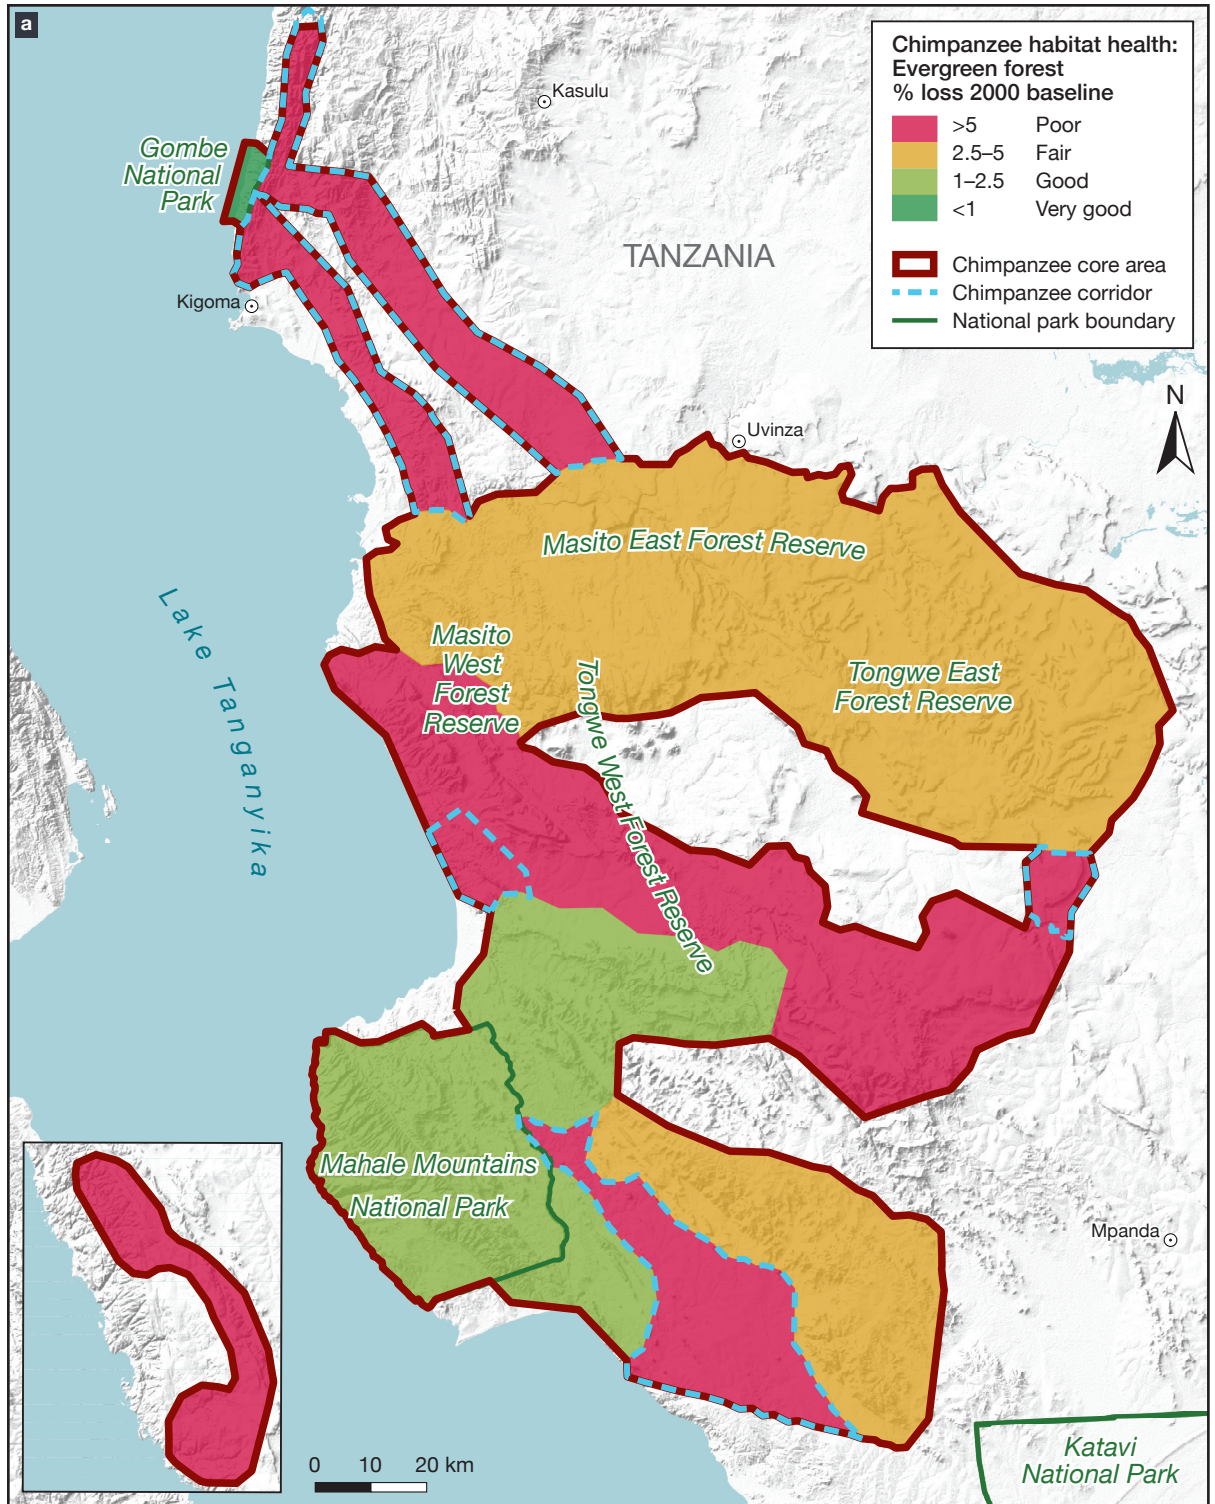 a
Chimpanzee habitat health:
Evergreen forest
% loss 2000 baseline
>5 Poor
2.5–5 Fair
1–2.5 Good
<1 Very good
Chimpanzee core area
Chimpanzee corridor
National park boundary
Kasulu
Gombe
National
Park
TANZANIA
Kigoma
N
Uvinza
Masito East Forest Reserve
Lake Tanganyika
Masito
West
Forest
Reserve
Tongwe West Forest Reserve
Tongwe East
Forest Reserve
Mahale Mountains
National Park
Mpanda
Katavi
National Park
0 10 20 km